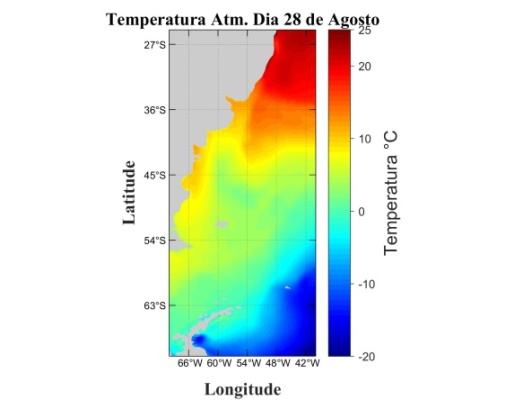 Temperatura Atm. Dia 28 de Agosto
27°S
36°S
45°S
54°S
63°S
66°W 60°W 54°W 48°W 42°W
Latitude
Longitude
25
20
10
0
-10
-20
Temperatura °C